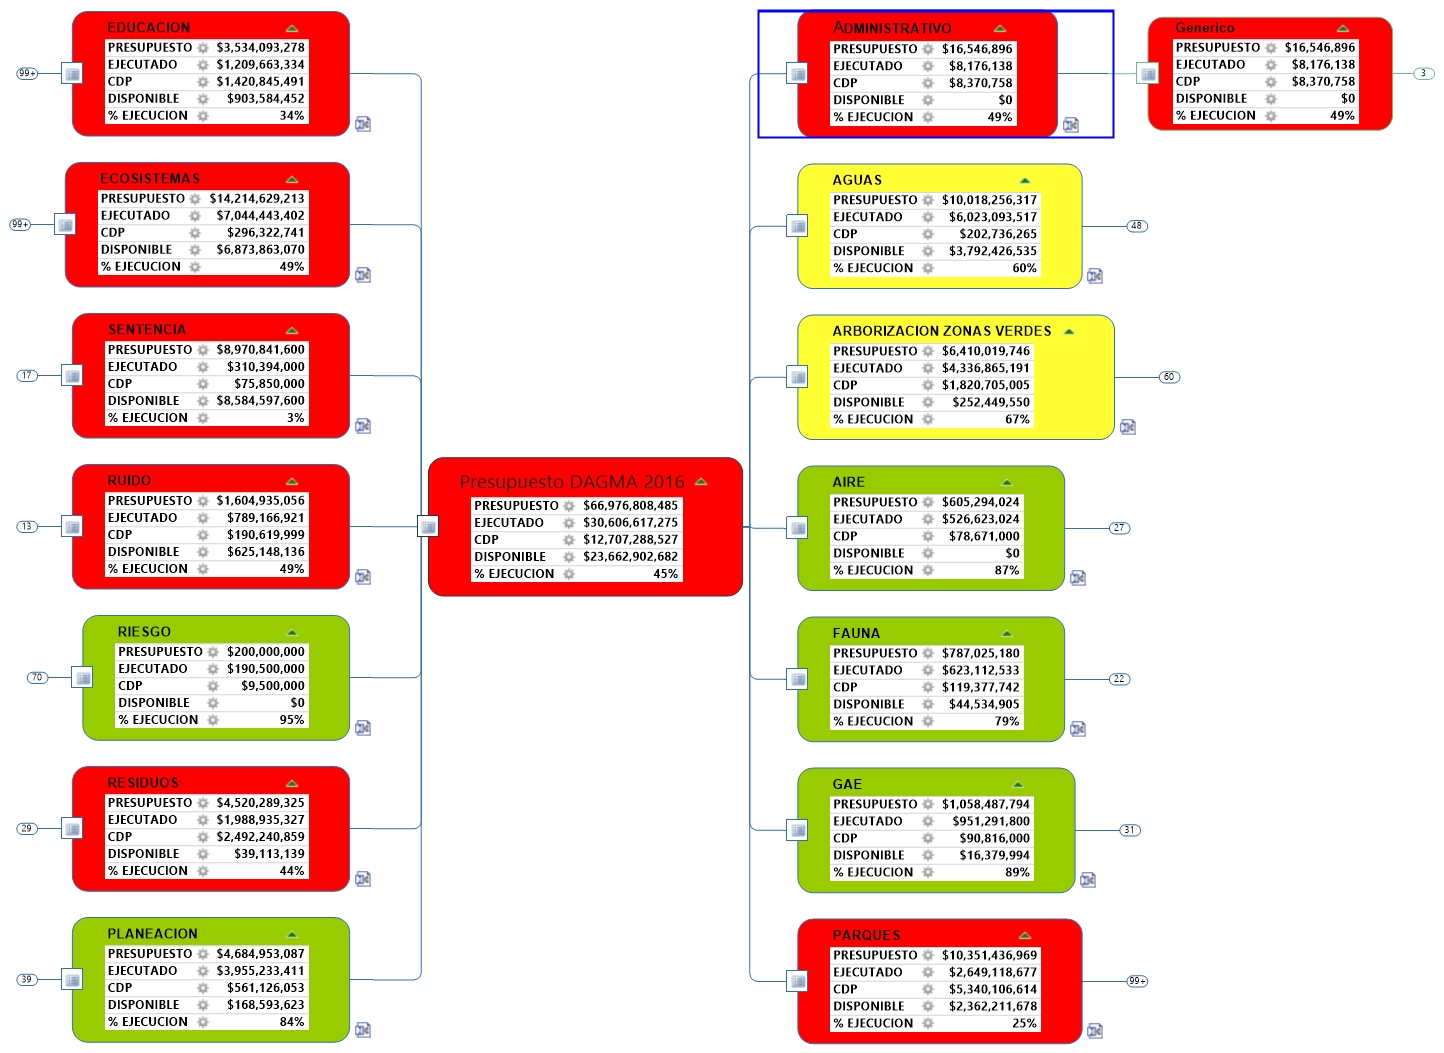 EDUCACION
PRESUPUESTO $3,534,093,278
EJECUTADO $1,209,663,334
CDP $1,420,845,491
DISPONIBLE $903,584,452
% EJECUCION 34%
99+
ECOSISTEMAS
PRESUPUESTO $14,214,629,213
EJECUTADO $7,044,443,402
CDP $296,322,741
DISPONIBLE $6,873,863,070
% EJECUCION 49%
99+
SENTENCIA
PRESUPUESTO $8,970,841,600
EJECUTADO $310,394,000
CDP $75,850,000
DISPONIBLE $8,584,597,600
% EJECUCION 3%
17
RUIDO
PRESUPUESTO $1,604,935,056
EJECUTADO $789,166,921
CDP $190,619,999
DISPONIBLE $625,148,136
% EJECUCION 49%
13
RIESGO
PRESUPUESTO $200,000,000
EJECUTADO $190,500,000
CDP $9,500,000
DISPONIBLE $0
% EJECUCION 95%
70
RESIDUOS
PRESUPUESTO $4,520,289,325
EJECUTADO $1,988,935,327
CDP $2,492,240,859
DISPONIBLE $39,113,139
% EJECUCION 44%
29
PLANEACION
PRESUPUESTO $4,684,953,087
EJECUTADO $3,955,233,411
CDP $561,126,053
DISPONIBLE $168,593,623
% EJECUCION 84%
39
Presupuesto DAGMA 2016
PRESUPUESTO $66,976,808,485
EJECUTADO $30,606,617,275
CDP $12,707,288,527
DISPONIBLE $23,662,902,682
% EJECUCION 45%
ADMINISTRATIVO
PRESUPUESTO $16,546,896
EJECUTADO $8,176,138
CDP $8,370,758
DISPONIBLE $0
% EJECUCION 49%
Generico
PRESUPUESTO $16,546,896
EJECUTADO $8,176,138
CDP $8,370,758
DISPONIBLE $0
% EJECUCION 49%
3
AGUAS
PRESUPUESTO $10,018,256,317
EJECUTADO $6,023,093,517
CDP $202,736,265
DISPONIBLE $3,792,426,535
% EJECUCION 60%
48
ARBORIZACION ZONAS VERDES
PRESUPUESTO $6,410,019,746
EJECUTADO $4,336,865,191
CDP $1,820,705,005
DISPONIBLE $252,449,550
% EJECUCION 67%
60
AIRE
PRESUPUESTO $605,294,024
EJECUTADO $526,623,024
CDP $78,671,000
DISPONIBLE $0
% EJECUCION 87%
27
FAUNA
PRESUPUESTO $787,025,180
EJECUTADO $623,112,533
CDP $119,377,742
DISPONIBLE $44,534,905
% EJECUCION 79%
22
GAE
PRESUPUESTO $1,058,487,794
EJECUTADO $951,291,800
CDP $90,816,000
DISPONIBLE $16,379,994
% EJECUCION 89%
31
PARQUES
PRESUPUESTO $10,351,436,969
EJECUTADO $2,649,118,677
CDP $5,340,106,614
DISPONIBLE $2,362,211,678
% EJECUCION 25%
99+